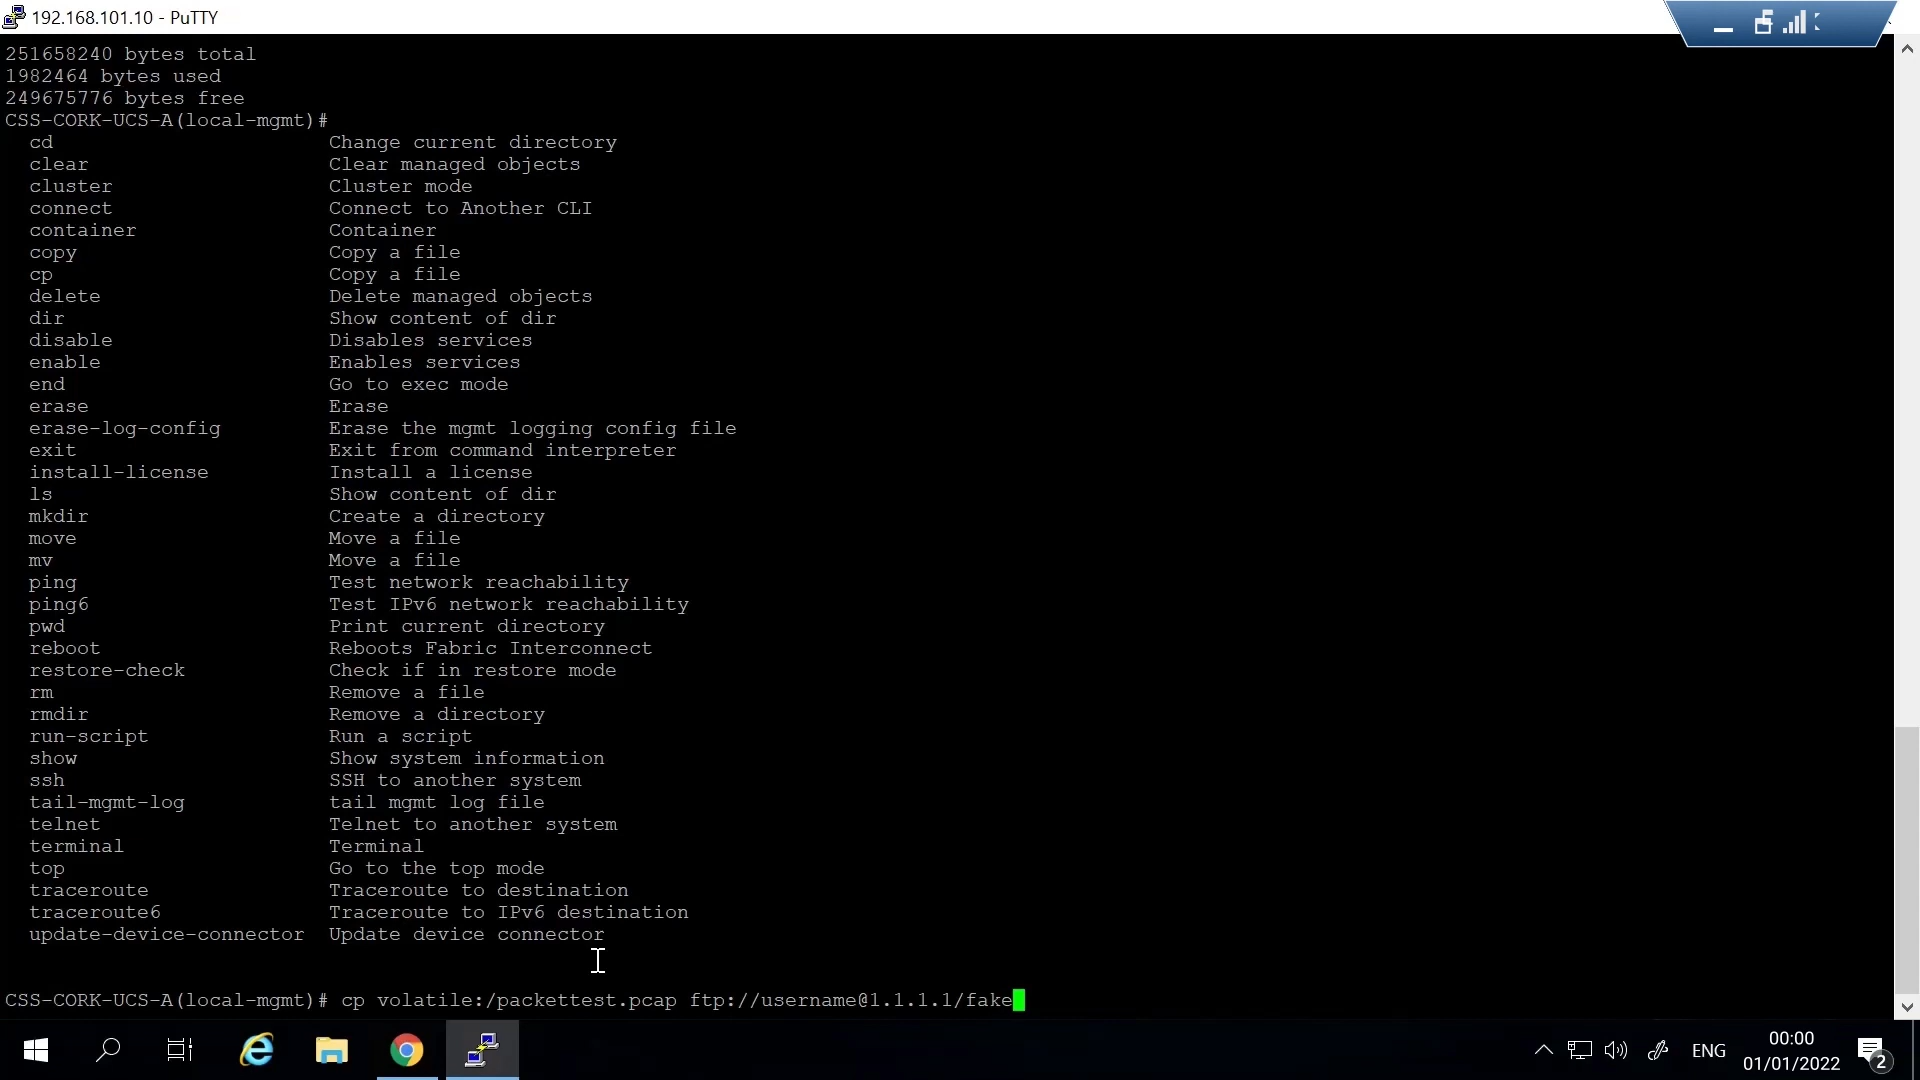 192.168.101.10 - PuTTY
251658240 bytes total
1982464 bytes used
249675776 bytes free
CSS-CORK-UCS-A(local-mgmt)#
cd Change current directory
clear Clear managed objects
cluster Cluster mode
connect Connect to Another CLI
container Container
copy Copy a file
cp Copy a file
delete Delete managed objects
dir Show content of dir
disable Disables services
enable Enables services
end Go to exec mode
erase Erase
erase-log-config Erase the mgmt logging config file
exit Exit from command interpreter
install-license Install a license
ls Show content of dir
mkdir Create a directory
move Move a file
mv Move a file
ping Test network reachability
ping6 Test IPv6 network reachability
pwd Print current directory
reboot Reboots Fabric Interconnect
restore-check Check if in restore mode
rm Remove a file
rmdir Remove a directory
run-script Run a script
show Show system information
ssh SSH to another system
tail-mgmt-log tail mgmt log file
telnet Telnet to another system
terminal Terminal
top Go to the top mode
traceroute Traceroute to destination
traceroute6 Traceroute to IPv6 destination
update-device-connector Update device connector
CSS-CORK-UCS-A(local-mgmt)# cp volatile:/packettest.pcap ftp://username@1.1.1.1/fake
ENG
00:00
01/01/2022
2